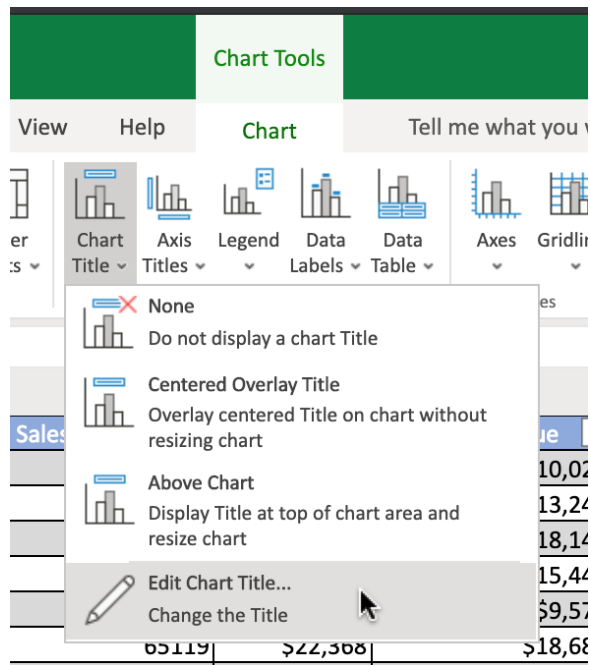 Chart Tools
View Help Chart Tell me what you
Chart Title
Axis Titles
Legend
Data Labels
Data Table
Axes
None
Do not display a chart Title
Centered Overlay Title
Overlay centered Title on chart without
resizing chart
Above Chart
Display Title at top of chart area and
resize chart
Edit Chart Title...
Change the Title
Sales
65119 $22,368